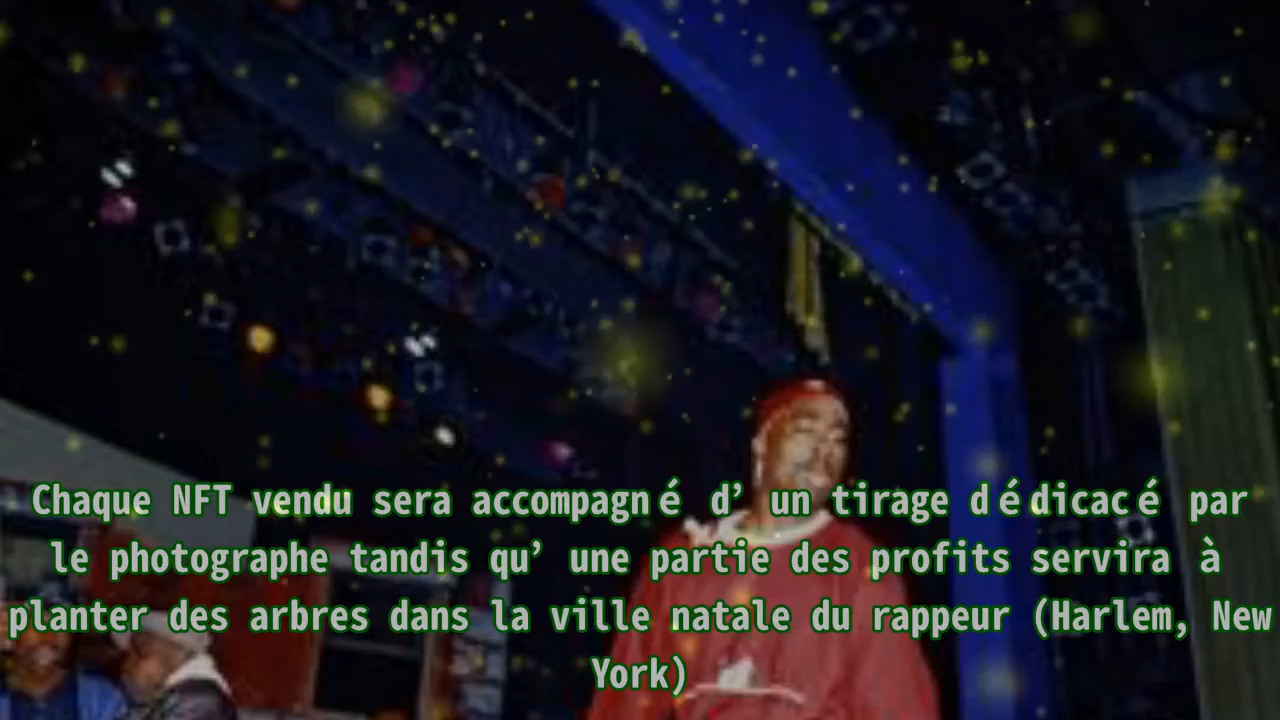 Chaque NFT vendu sera accompagné d’un tirage dédicacé par
le photographe tandis qu’une partie des profits servira à
planter des arbres dans la ville natale du rappeur (Harlem, New
York)